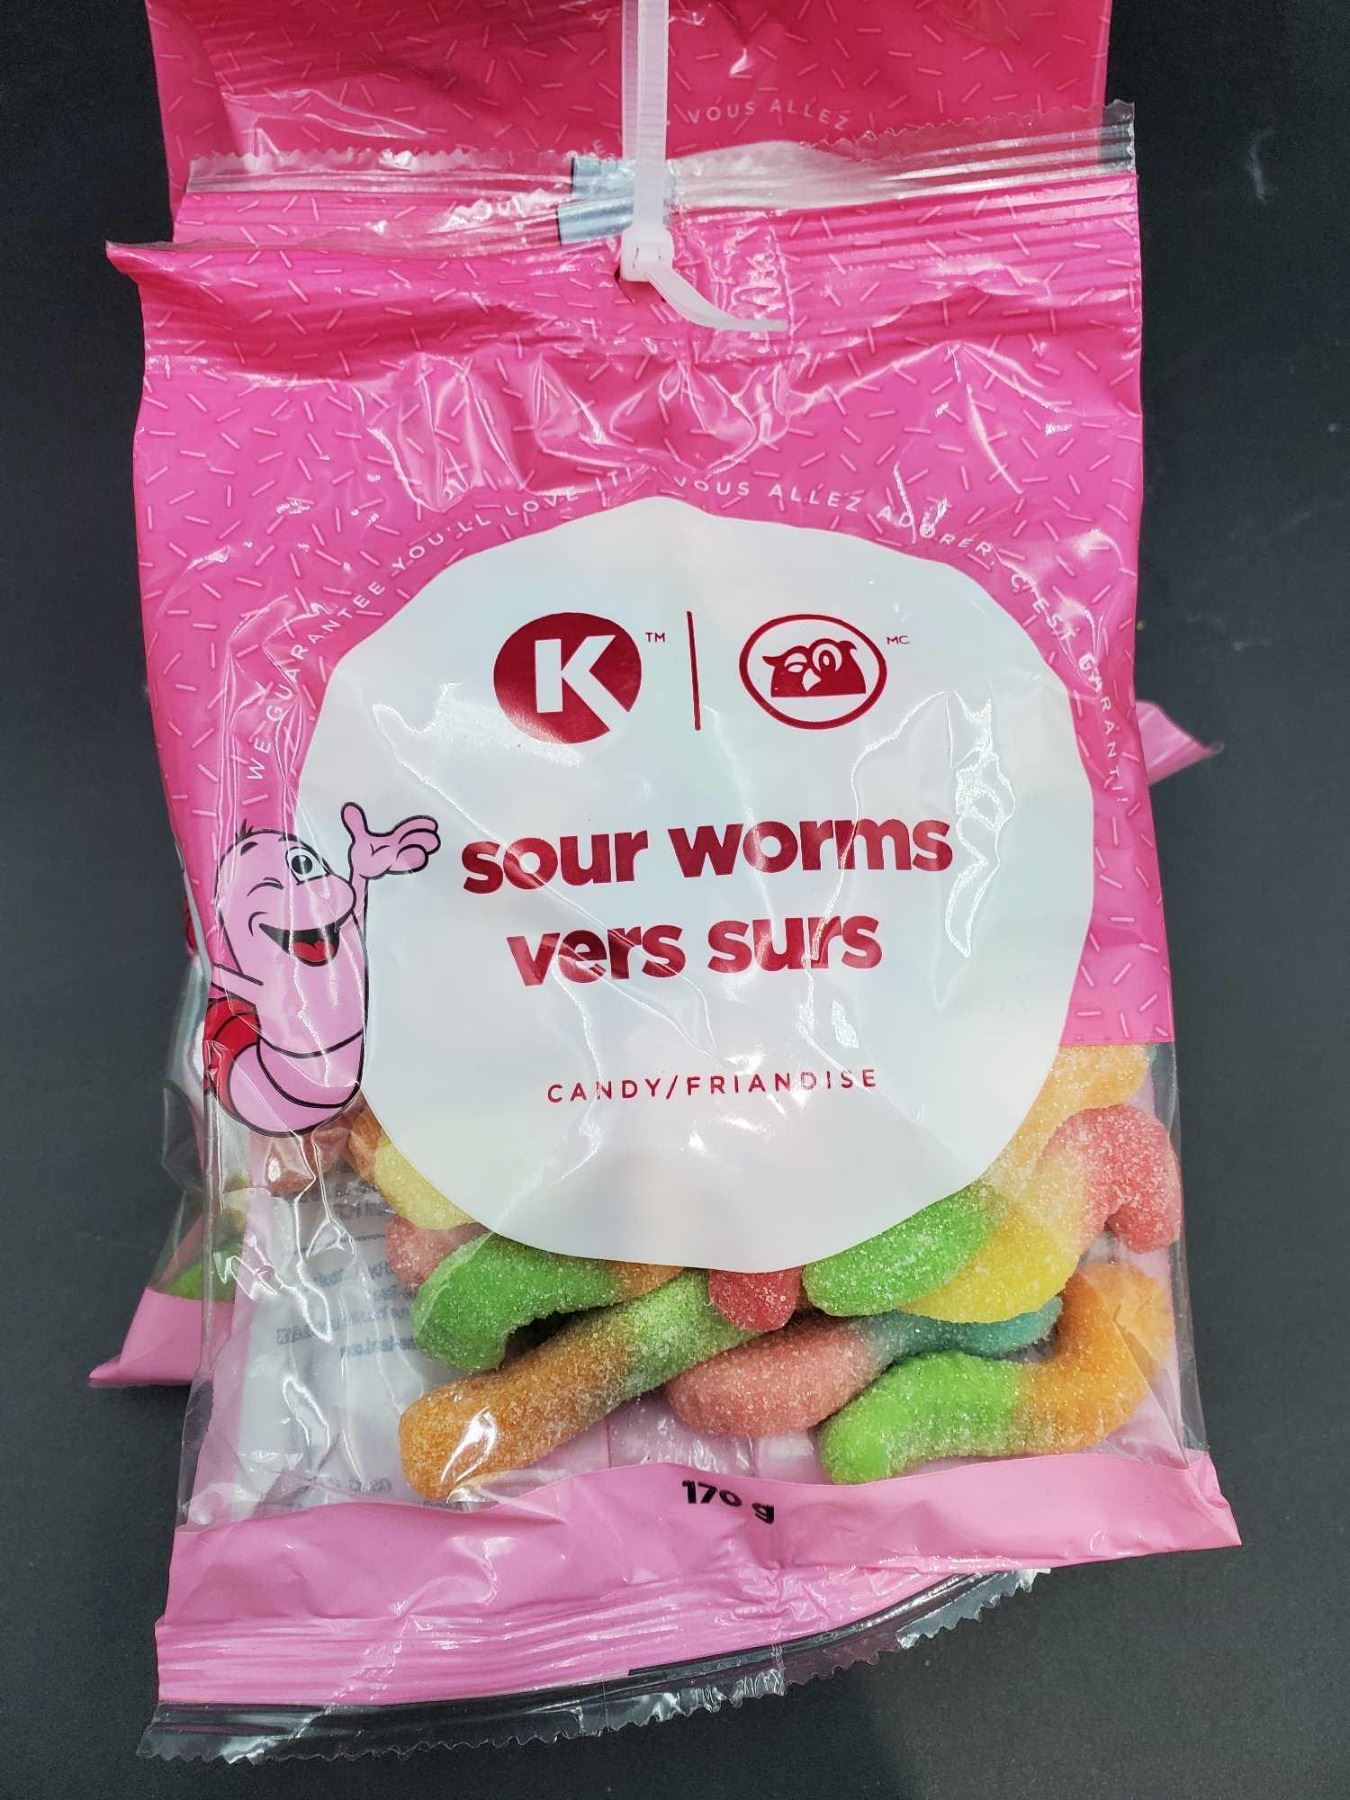 VOUS ALLEZ
WE GUARANTEE YOU'LL LOVE IT! VOUS ALLEZ ADORER, C'EST GARANTI!
K TM MC
sour worms
vers surs
CANDY/FRIANDISE
170 g